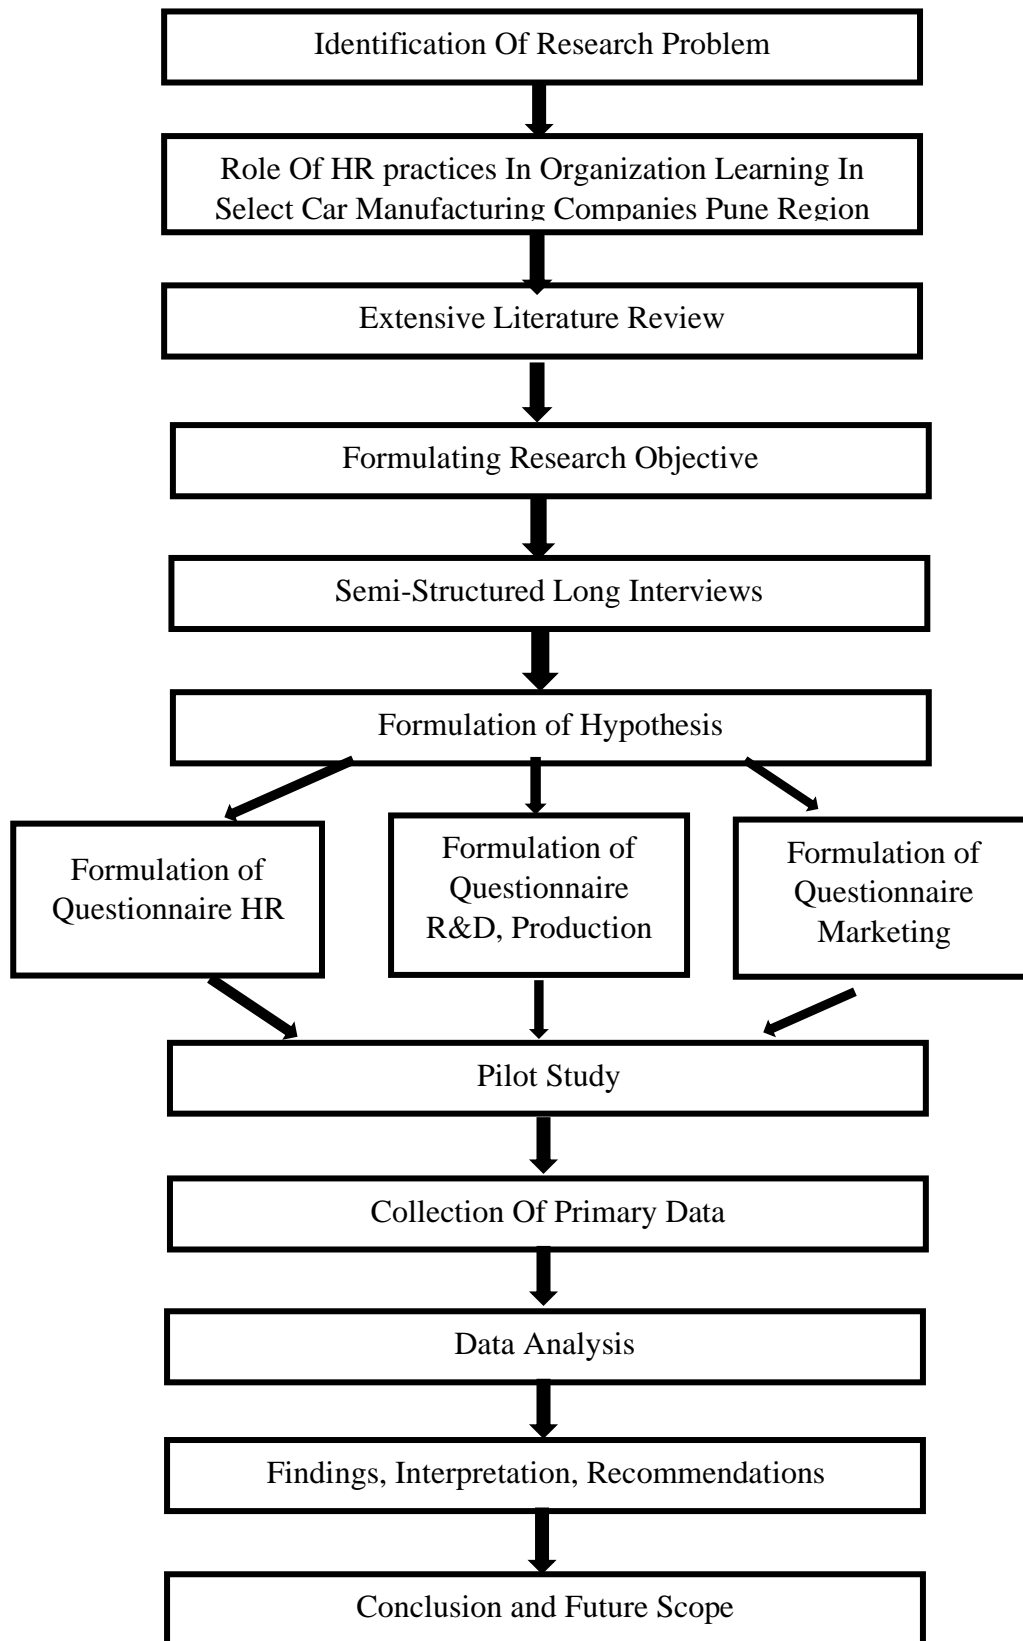 Identification Of Research Problem
Role Of HR practices In Organization Learning In
Select Car Manufacturing Companies Pune Region
Extensive Literature Review
Formulating Research Objective
Semi-Structured Long Interviews
Formulation of Hypothesis
Formulation of
Questionnaire HR
Formulation of
Questionnaire
R&D, Production
Formulation of
Questionnaire
Marketing
Pilot Study
Collection Of Primary Data
Data Analysis
Findings, Interpretation, Recommendations
Conclusion and Future Scope